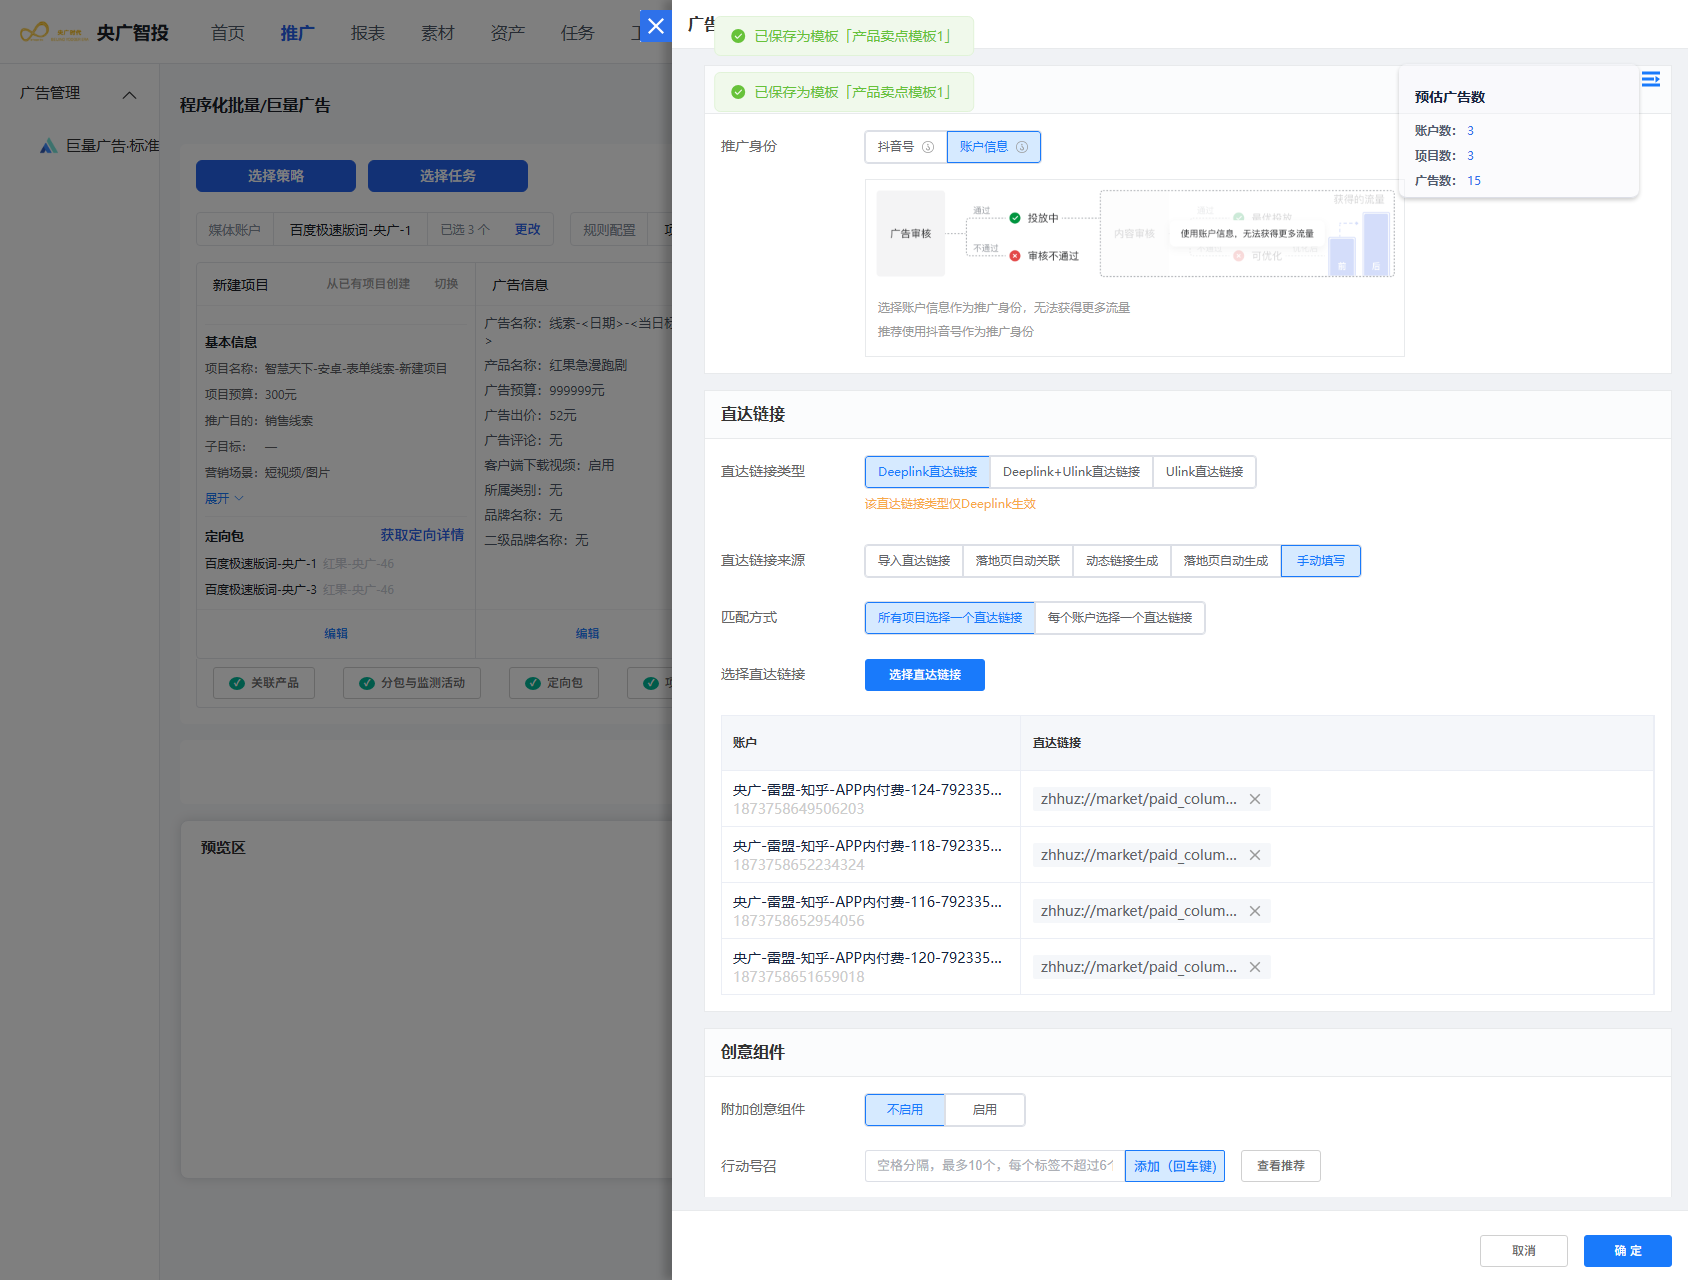 央广智投
首页
推广
报表
素材
资产
任务
广告管理
巨量广告·标准
程序化批量/巨量广告
选择策略
选择任务
媒体账户
百度极速版词-央广-1
已选 3 个
更改
规则配置
新建项目
从已有项目创建
切换
广告信息
基本信息
项目名称：智慧天下-安卓-表单线索-新建项目
项目预算：300元
推广目的：销售线索
子目标：—
营销场景：短视频/图片
展开
定向包
获取定向详情
百度极速版词-央广-1 红果-央广-46
百度极速版词-央广-3 红果-央广-46
编辑
广告名称：线索-<日期>-<当日标
>
产品名称：红果急漫跑剧
广告预算：999999元
广告出价：52元
广告评论：无
客户端下载视频：启用
所属类别：无
品牌名称：无
二级品牌名称：无
编辑
关联产品
分包与监测活动
定向包
预览区
广告
已保存为模板「产品卖点模板1」
已保存为模板「产品卖点模板1」
预估广告数
账户数：3
项目数：3
广告数：15
推广身份
抖音号
账户信息
广告审核
通过
投放中
不通过
审核不通过
内容审核
通过
最优投放
可优化
使用账户信息，无法获得更多流量
获得的流量
前
后
选择账户信息作为推广身份，无法获得更多流量
推荐使用抖音号作为推广身份
直达链接
直达链接类型
Deeplink直达链接
Deeplink+Ulink直达链接
Ulink直达链接
该直达链接类型仅Deeplink生效
直达链接来源
导入直达链接
落地页自动关联
动态链接生成
落地页自动生成
手动填写
匹配方式
所有项目选择一个直达链接
每个账户选择一个直达链接
选择直达链接
选择直达链接
账户
直达链接
央广-雷盟-知乎-APP内付费-124-792335...
1873758649506203
zhhuz://market/paid_colum...
央广-雷盟-知乎-APP内付费-118-792335...
1873758652234324
zhhuz://market/paid_colum...
央广-雷盟-知乎-APP内付费-116-792335...
1873758652954056
zhhuz://market/paid_colum...
央广-雷盟-知乎-APP内付费-120-792335...
1873758651659018
zhhuz://market/paid_colum...
创意组件
附加创意组件
不启用
启用
行动号召
空格分隔，最多10个，每个标签不超过6个
添加（回车键)
查看推荐
取消
确 定